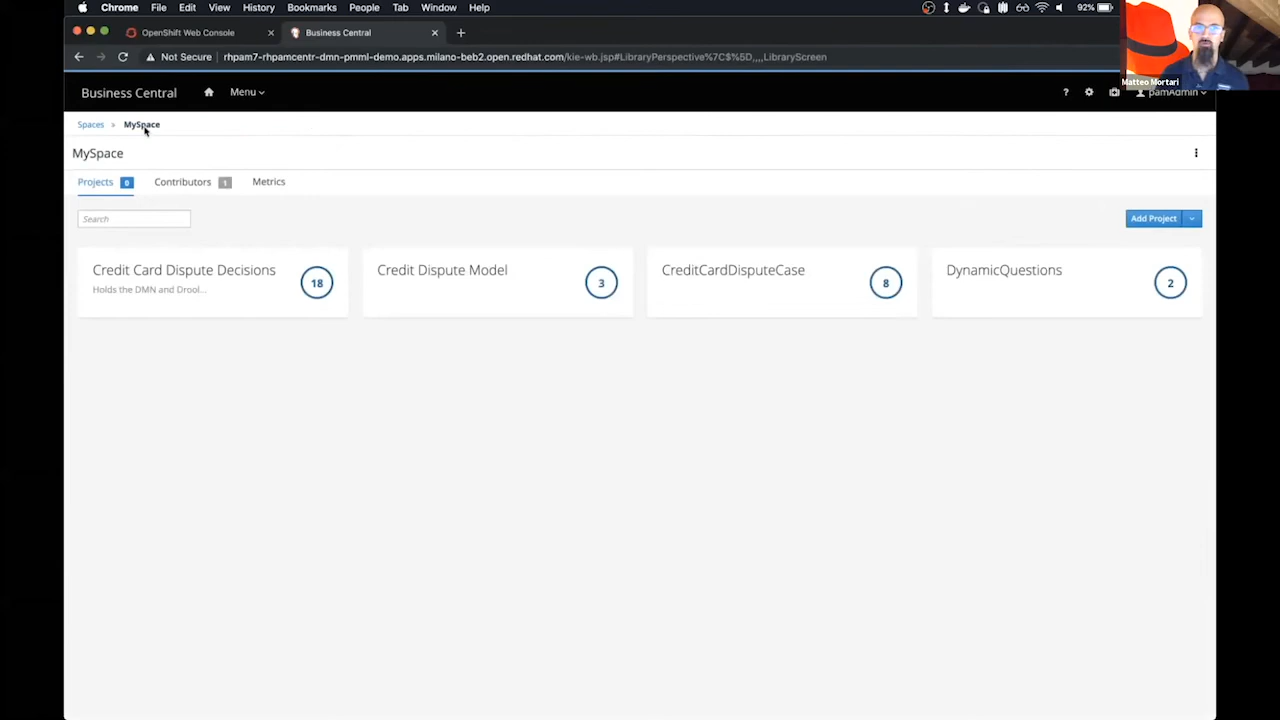 Chrome File Edit View History Bookmarks People Tab Window Help 92%
OpenShift Web Console Business Central
Not Secure rhpam7-rhpamcentr-dmn-pmml-demo.apps.milano-beb2.open.redhat.com/kie-wb.jsp#LibraryPerspective%7C$%5D,,,,LibraryScreen
Matteo Mortari
Business Central Menu ? pamAdmin
Spaces » MySpace
MySpace
Projects 0 Contributors 1 Metrics
Search Add Project
Credit Card Dispute Decisions 18 Credit Dispute Model 3 CreditCardDisputeCase 8 DynamicQuestions 2
Holds the DMN and Drool...